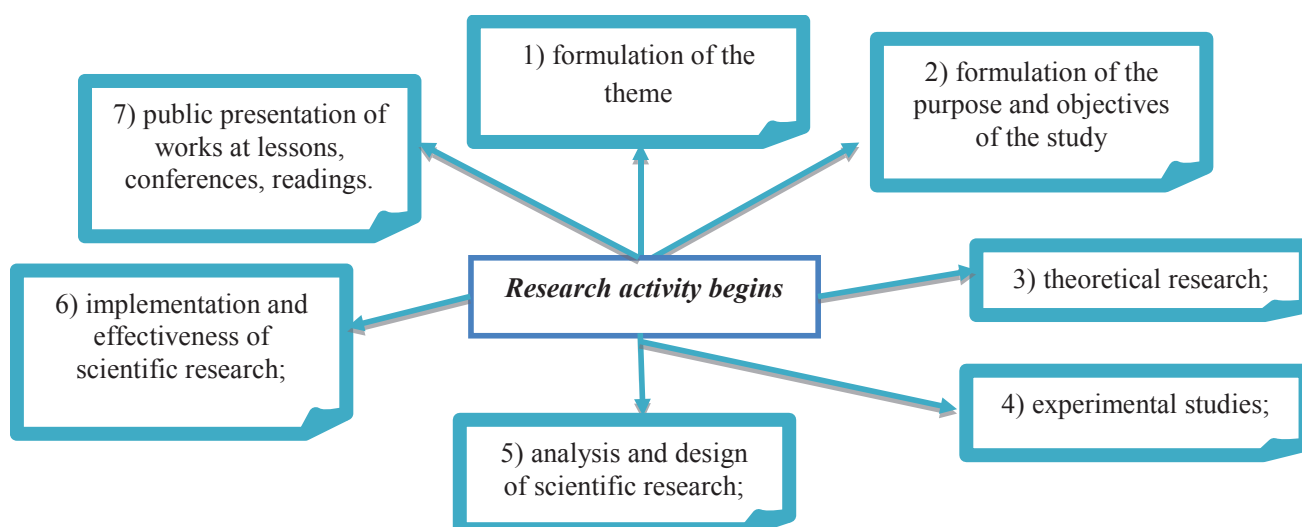 1) formulation of the
theme
2) formulation of the
purpose and objectives
of the study
7) public presentation of
works at lessons,
conferences, readings.
Research activity begins
3) theoretical research;
6) implementation and
effectiveness of
scientific research;
4) experimental studies;
5) analysis and design
of scientific research;